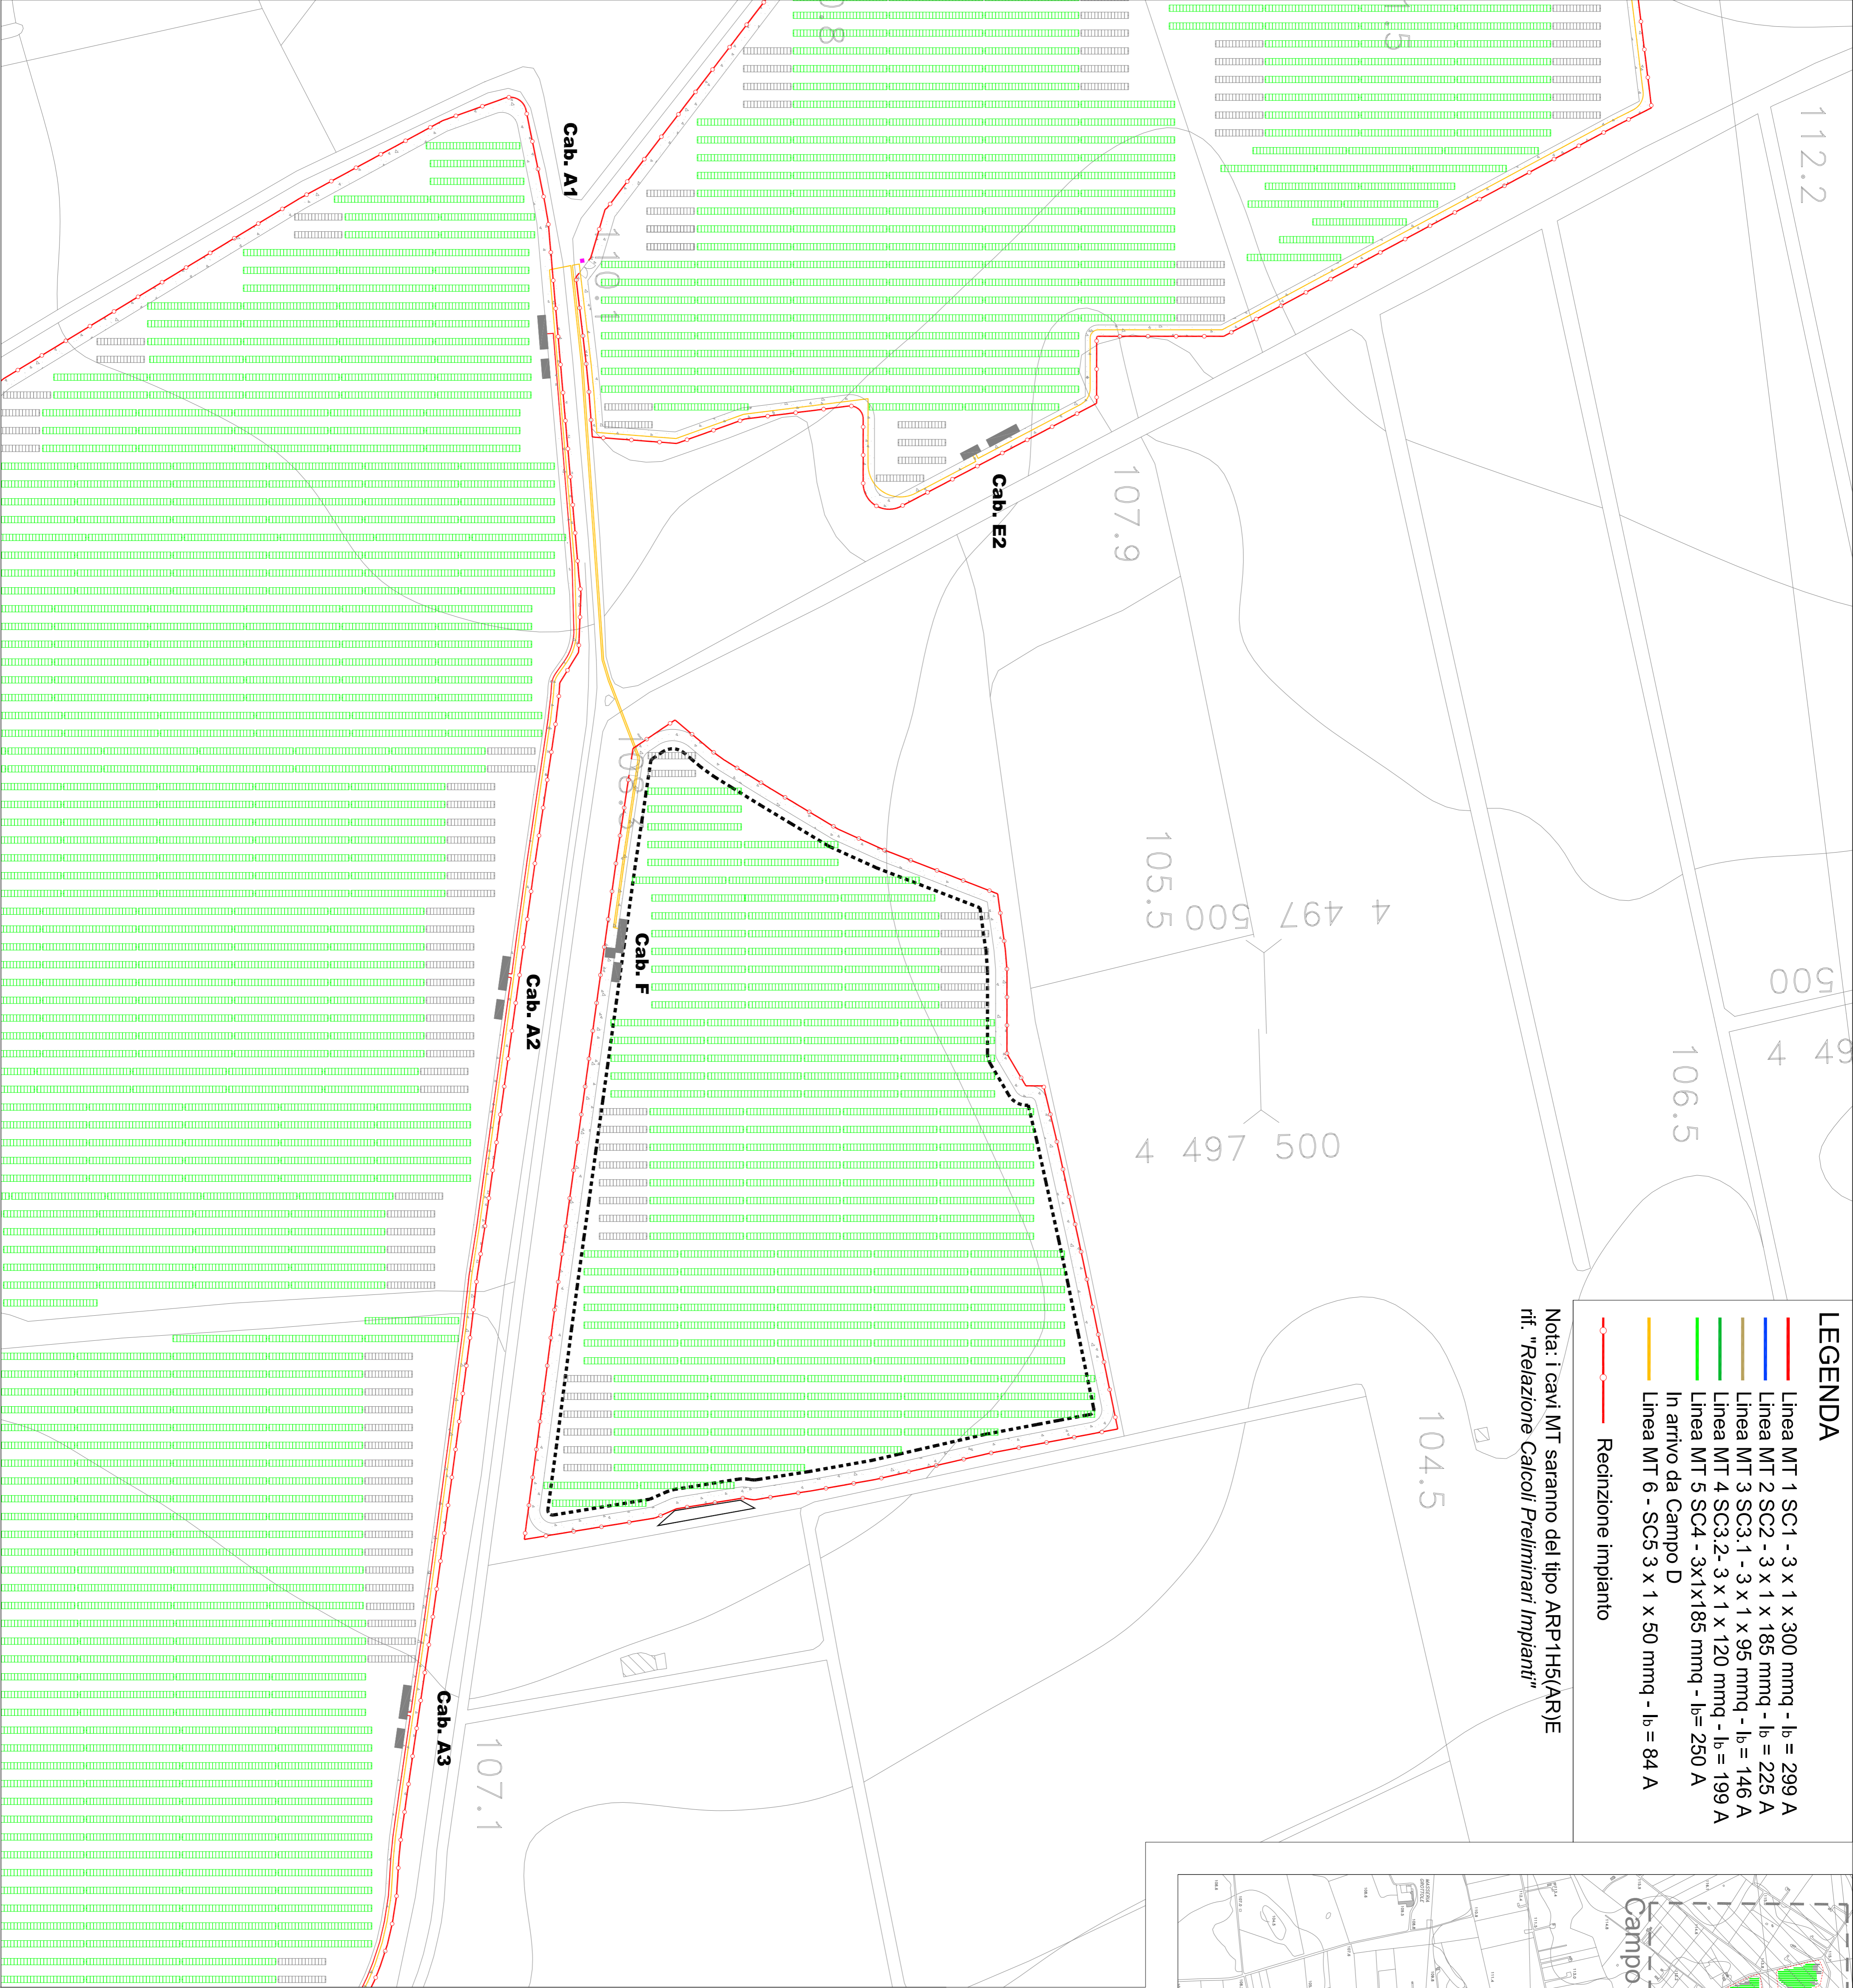 LEGENDA
Linea MT 1 SC1 - 3 x 1 x 300 mmq - Ib = 299 A
Linea MT 2 SC2 - 3 x 1 x 185 mmq - Ib = 225 A
Linea MT 3 SC3.1 - 3 x 1 x 95 mmq - Ib = 146 A
Linea MT 4 SC3.2- 3 x 1 x 120 mmq - Ib = 199 A
Linea MT 5 SC4 - 3x1x185 mmq - Ib= 250 A
In arrivo da Campo D
Linea MT 6 - SC5 3 x 1 x 50 mmq - Ib = 84 A
Recinzione impianto
Nota: i cavi MT saranno del tipo ARP1H5(AR)E
rif. "Relazione Calcoli Preliminari Impianti"
Cab. A1
Cab. E2
Cab. F
Cab. A2
Cab. A3
112.2
110.1
107.9
105.5
106.5
104.5
107.1
4 497 500
4 497 500
500
4 49
Campo
MASSERIA